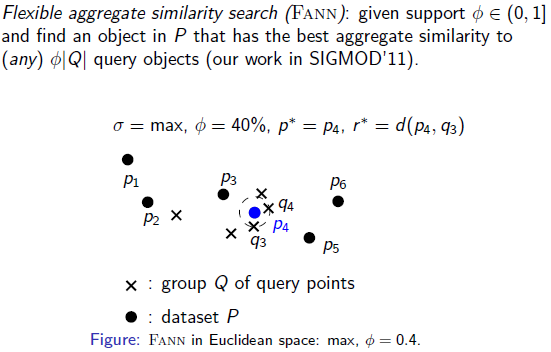 Flexible aggregate similarity search (FANN): given support ϕ ∈ (0, 1]
and find an object in P that has the best aggregate similarity to
(any) ϕ|Q| query objects (our work in SIGMOD'11).
σ = max, ϕ = 40%, p* = p₄, r* = d(p₄, q₃)
p₁
p₃
p₆
p₂
q₄
p₄
q₃
p₅
× : group Q of query points
● : dataset P
Figure: FANN in Euclidean space: max, ϕ = 0.4.